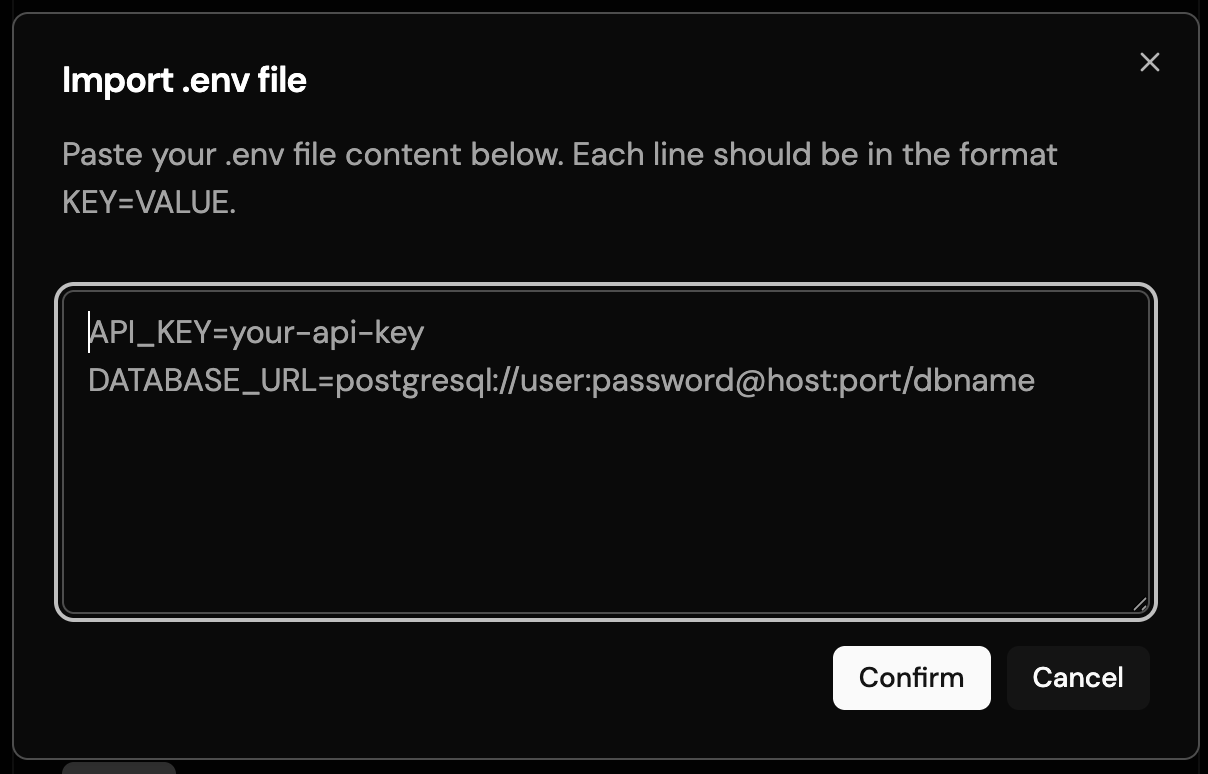 Import .env file
Paste your .env file content below. Each line should be in the format
KEY=VALUE.
API_KEY=your-api-key
DATABASE_URL=postgresql://user:password@host:port/dbname
Confirm
Cancel